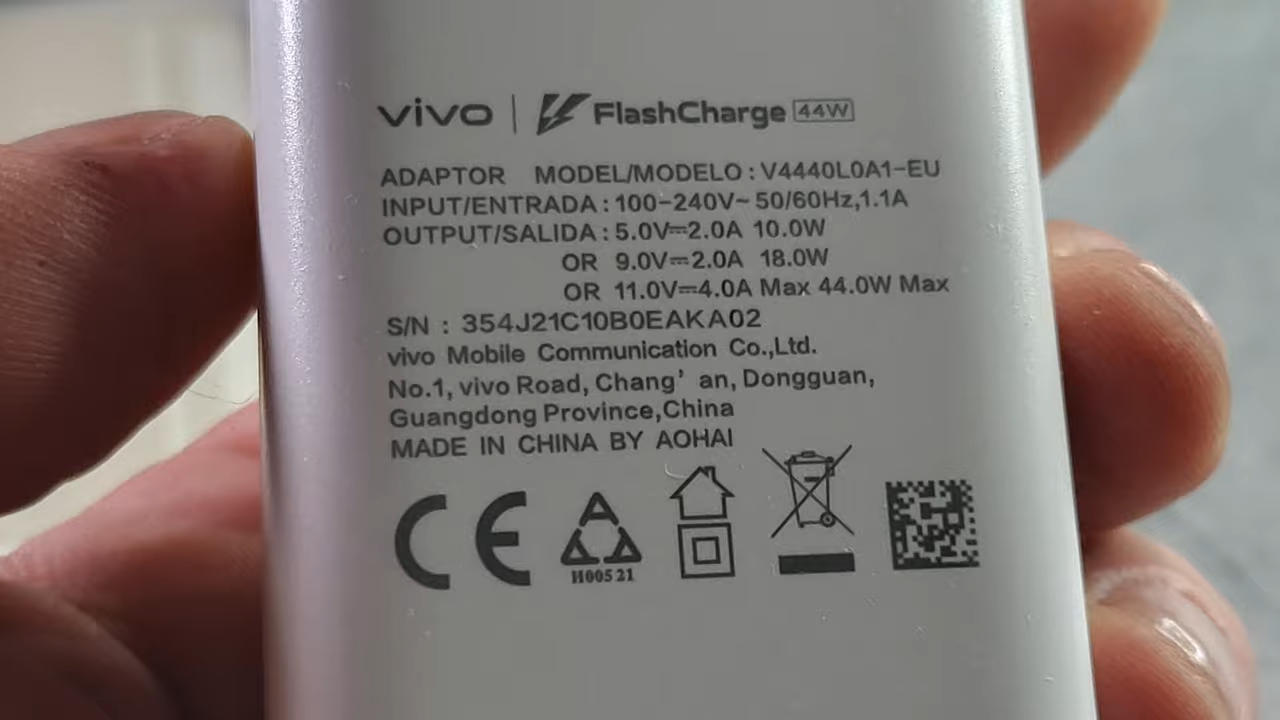 vivo | FlashCharge 44W
ADAPTOR MODEL/MODELO : V4440L0A1-EU
INPUT/ENTRADA : 100-240V~ 50/60Hz,1.1A
OUTPUT/SALIDA : 5.0V⎓2.0A 10.0W
OR 9.0V⎓2.0A 18.0W
OR 11.0V⎓4.0A Max 44.0W Max
S/N : 354J21C10B0EAKA02
vivo Mobile Communication Co.,Ltd.
No.1, vivo Road, Chang' an, Dongguan,
Guangdong Province,China
MADE IN CHINA BY AOHAI
CE
H005 21